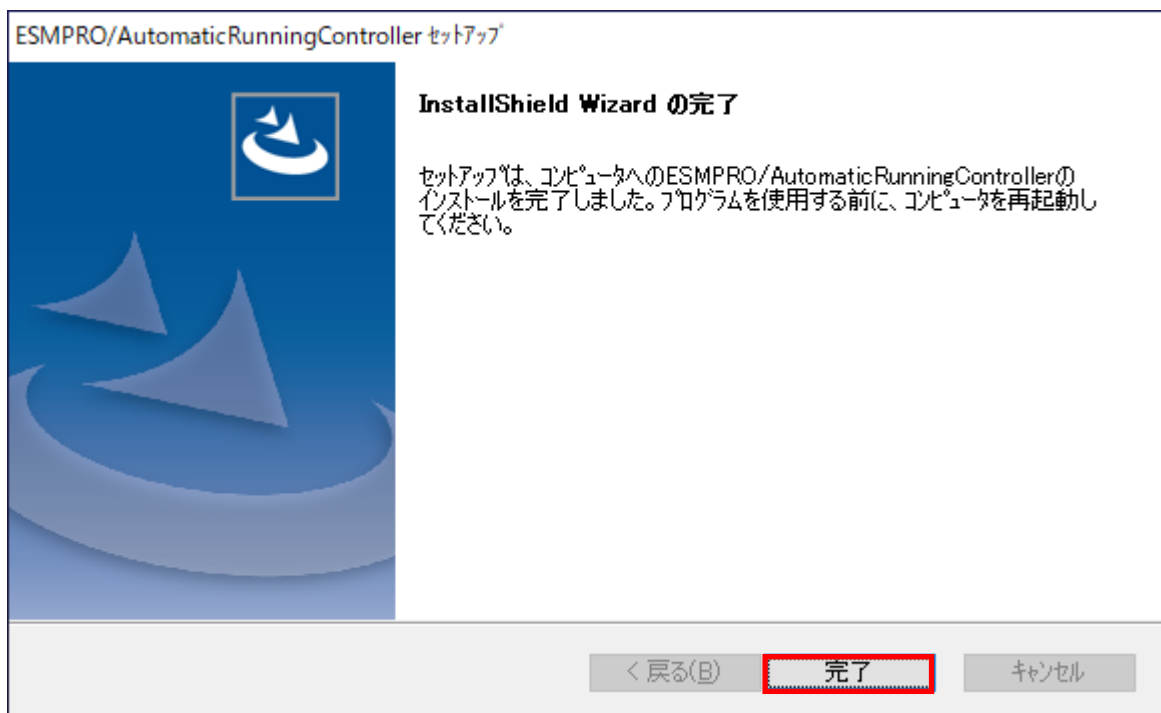 ESMPRO/AutomaticRunningController ｾｯﾄｱｯﾌﾟ
InstallShield Wizard の完了
ｾｯﾄｱｯﾌﾟは、ｺﾝﾋﾟｭｰﾀへのESMPRO/AutomaticRunningControllerの
ｲﾝｽﾄｰﾙを完了しました。ﾌﾟﾛｸﾞﾗﾑを使用する前に、ｺﾝﾋﾟｭｰﾀを再起動し
てください。
< 戻る(B)
完了
ｷｬﾝｾﾙ